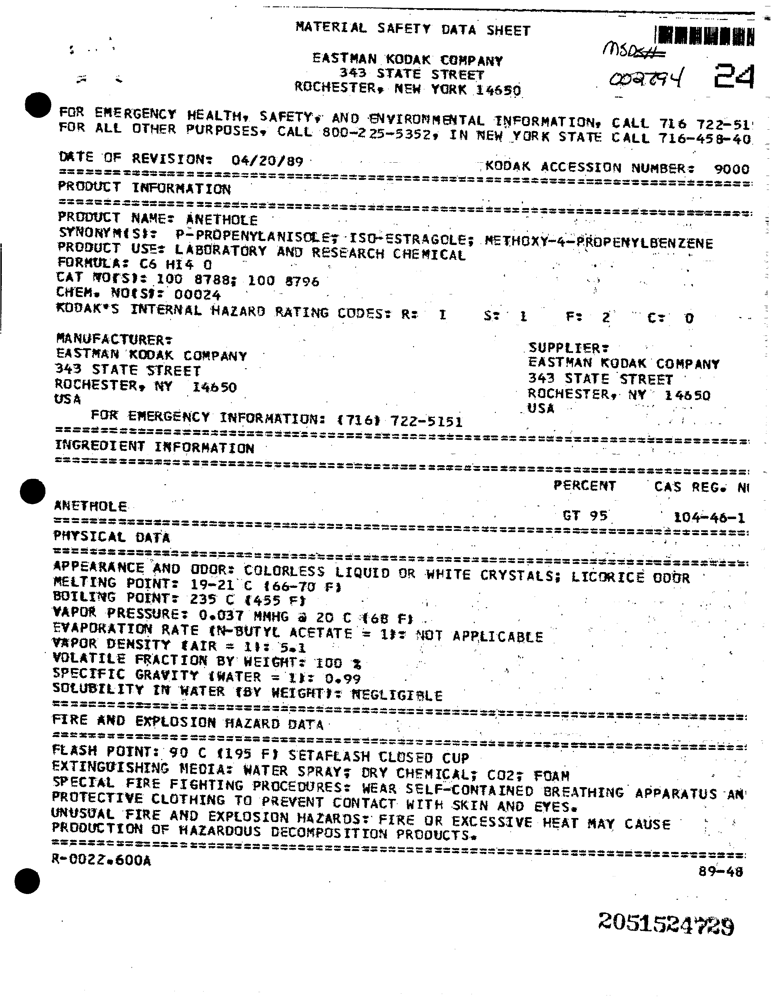 MATERIAL SAFETY DATA SHEET
MSDS#
EASTMAN KODAK COMPANY
343 STATE STREET
ROCHESTER, NEW YORK 14650
002794 24
FOR EMERGENCY HEALTH, SAFETY, AND ENVIRONMENTAL INFORMATION, CALL 716 722-51
FOR ALL OTHER PURPOSES, CALL 800-225-5352, IN NEW YORK STATE CALL 716-458-40
DATE OF REVISION: 04/20/89 KODAK ACCESSION NUMBER: 9000
PRODUCT INFORMATION
PRODUCT NAME: ANETHOLE
SYNONYM(S): P-PROPENYLANISOLE; ISO-ESTRAGOLE; METHOXY-4-PROPENYLBENZENE
PRODUCT USE: LABORATORY AND RESEARCH CHEMICAL
FORMULA: C6 H14 O
CAT NO(S): 100 8788; 100 8796
CHEM. NO(S): 00024
KODAK'S INTERNAL HAZARD RATING CODES: R: 1 S: 1 F: 2 C: 0
MANUFACTURER: SUPPLIER:
EASTMAN KODAK COMPANY EASTMAN KODAK COMPANY
343 STATE STREET 343 STATE STREET
ROCHESTER, NY 14650 ROCHESTER, NY 14650
USA USA
FOR EMERGENCY INFORMATION: (716) 722-5151
INGREDIENT INFORMATION
PERCENT CAS REG. N
ANETHOLE GT 95 104-46-1
PHYSICAL DATA
APPEARANCE AND ODOR: COLORLESS LIQUID OR WHITE CRYSTALS; LICORICE ODOR
MELTING POINT: 19-21 C (66-70 F)
BOILING POINT: 235 C (455 F)
VAPOR PRESSURE: 0.037 MMHG @ 20 C (68 F)
EVAPORATION RATE (N-BUTYL ACETATE = 1): NOT APPLICABLE
VAPOR DENSITY (AIR = 1): 5.1
VOLATILE FRACTION BY WEIGHT: 100 %
SPECIFIC GRAVITY (WATER = 1): 0.99
SOLUBILITY IN WATER (BY WEIGHT): NEGLIGIBLE
FIRE AND EXPLOSION HAZARD DATA
FLASH POINT: 90 C (195 F) SETAFLASH CLOSED CUP
EXTINGUISHING MEDIA: WATER SPRAY; DRY CHEMICAL; CO2; FOAM
SPECIAL FIRE FIGHTING PROCEDURES: WEAR SELF-CONTAINED BREATHING APPARATUS AN
PROTECTIVE CLOTHING TO PREVENT CONTACT WITH SKIN AND EYES.
UNUSUAL FIRE AND EXPLOSION HAZARDS: FIRE OR EXCESSIVE HEAT MAY CAUSE
PRODUCTION OF HAZARDOUS DECOMPOSITION PRODUCTS.
R-0022.600A
89-48
2051524729